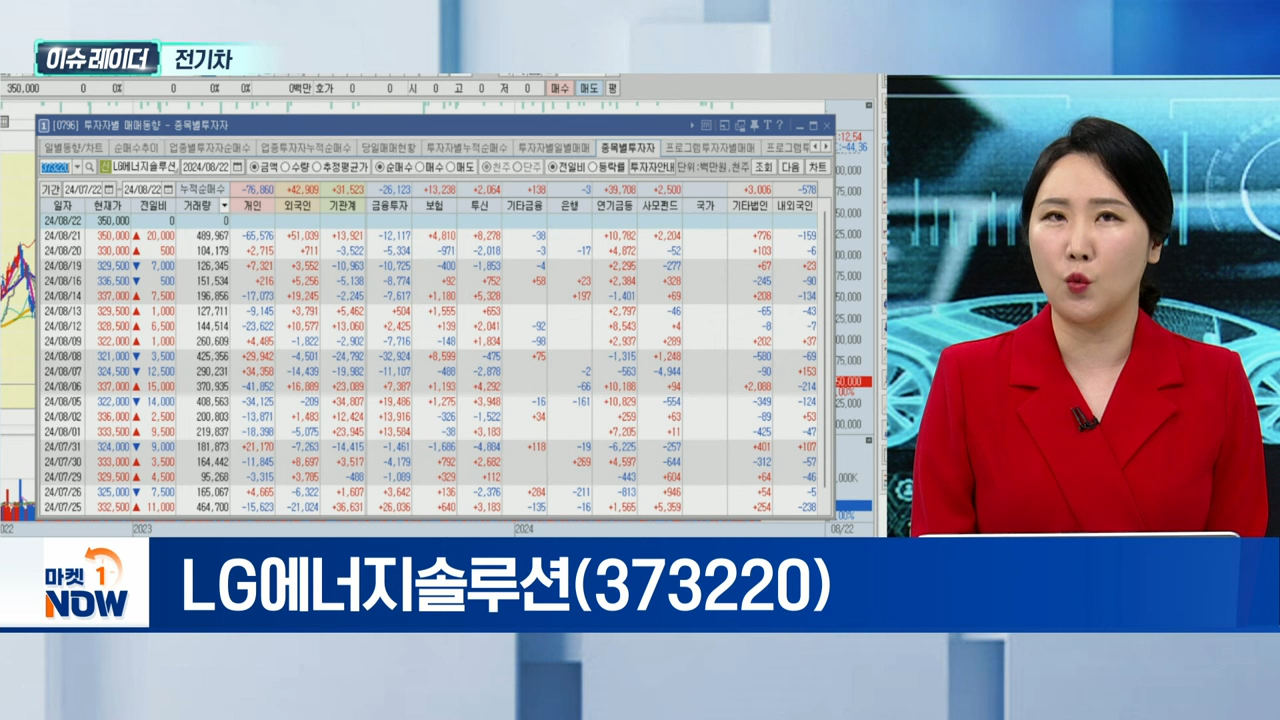 이슈레이더 전기차
350,000 0 0% 0 0% 0% 0백만 호가 0 0 시 0 고 0 저 0 매수 매도 평
1 [0796] 투자자별 매매동향 - 종목별투자자
일별동향/차트 순매수추이 업종별투자자순매수 업종투자자누적순매수 당일매매현황 투자자별누적순매수 투자자별일별매매 종목별투자자 프로그램투자자별매매
373220 신 LG에너지솔루션 2024/08/22 금액 수량 추정평균가 순매수 매수 매도 천주 단주 전일비 등락률 투자자안내 단위:백만원,천주 조회 다음 차트
기간 24/07/22 ~ 24/08/22 누적순매수 -76,860 +42,909 +31,523 -26,123 +13,238 +2,064 +138 -3 +39,708 +2,500 +3,006 -578
일자 현재가 전일비 거래량 개인 외국인 기관계 금융투자 보험 투신 기타금융 은행 연기금등 사모펀드 국가 기타법인 내외국인
24/08/22 350,000 0 0
24/08/21 350,000 ▲ 20,000 489,967 -65,576 +51,039 +13,921 -12,117 +4,810 +8,278 -38 +10,782 +2,204 +776 -159
24/08/20 330,000 ▲ 500 104,179 +2,715 +711 -3,522 -5,334 -971 -2,018 -3 -17 +4,872 -52 +103 -6
24/08/19 329,500 ▼ 7,000 126,345 +7,321 +3,552 -10,963 -10,725 -400 -1,853 -4 +2,295 -277 +67 +23
24/08/16 336,500 ▼ 500 151,534 +216 +5,256 -5,138 -8,774 +92 +752 +58 +23 +2,384 +328 -245 -90
24/08/14 337,000 ▲ 7,500 196,856 -17,073 +19,245 -2,245 -7,617 +1,180 +5,328 +197 -1,401 +69 +208 -134
24/08/13 329,500 ▲ 1,000 127,711 -9,145 +3,791 +5,462 +504 +1,555 +653 +2,797 -46 -65 -43
24/08/12 328,500 ▲ 6,500 144,514 -23,622 +10,577 +13,060 +2,425 +139 +2,041 -92 +8,543 +4 -8 -7
24/08/09 322,000 ▲ 1,000 260,609 +4,485 -1,822 -2,902 -7,716 -148 +1,834 -98 +2,937 +289 +202 +37
24/08/08 321,000 ▼ 3,500 425,356 +29,942 -4,501 -24,792 -32,924 +8,599 -475 +75 -1,315 +1,248 -580 -69
24/08/07 324,500 ▼ 12,500 290,231 +34,358 -14,439 -19,982 -11,107 -488 -2,878 -2 -563 -4,944 -90 +153
24/08/06 337,000 ▲ 15,000 370,935 -41,852 +16,889 +23,089 +7,387 +1,193 +4,292 -66 +10,188 +94 +2,088 -214
24/08/05 322,000 ▼ 14,000 408,563 -34,125 -209 +34,807 +19,486 +1,275 +3,948 -16 -161 +10,829 -554 -349 -124
24/08/02 336,000 ▲ 2,500 200,803 -13,871 +1,483 +12,424 +13,916 -326 -1,522 +34 +259 +63 -89 +53
24/08/01 333,500 ▲ 9,500 219,837 -18,398 -5,075 +23,945 +13,584 -38 +3,183 +7,205 +11 -425 -47
24/07/31 324,000 ▼ 9,000 181,873 +21,170 -7,263 -14,415 -1,461 -1,686 -4,884 +118 -19 -6,225 -257 +401 +107
24/07/30 333,000 ▲ 3,500 164,442 -11,845 +8,697 +3,517 -4,179 +792 +2,682 +269 +4,597 -644 -312 -57
24/07/29 329,500 ▲ 4,500 95,268 -3,315 +3,785 -488 -1,089 +329 +112 -443 +604 +64 -46
24/07/26 325,000 ▼ 7,500 165,067 +4,665 -6,322 +1,607 +3,642 +136 -2,376 +284 -211 -813 +946 +54 -5
24/07/25 332,500 ▲ 11,000 464,700 -15,623 -21,024 +36,631 +26,036 +640 +3,183 -135 -16 +1,565 +5,359 +254 -238
2023 2024 08/22
마켓 1
NOW
LG에너지솔루션(373220)